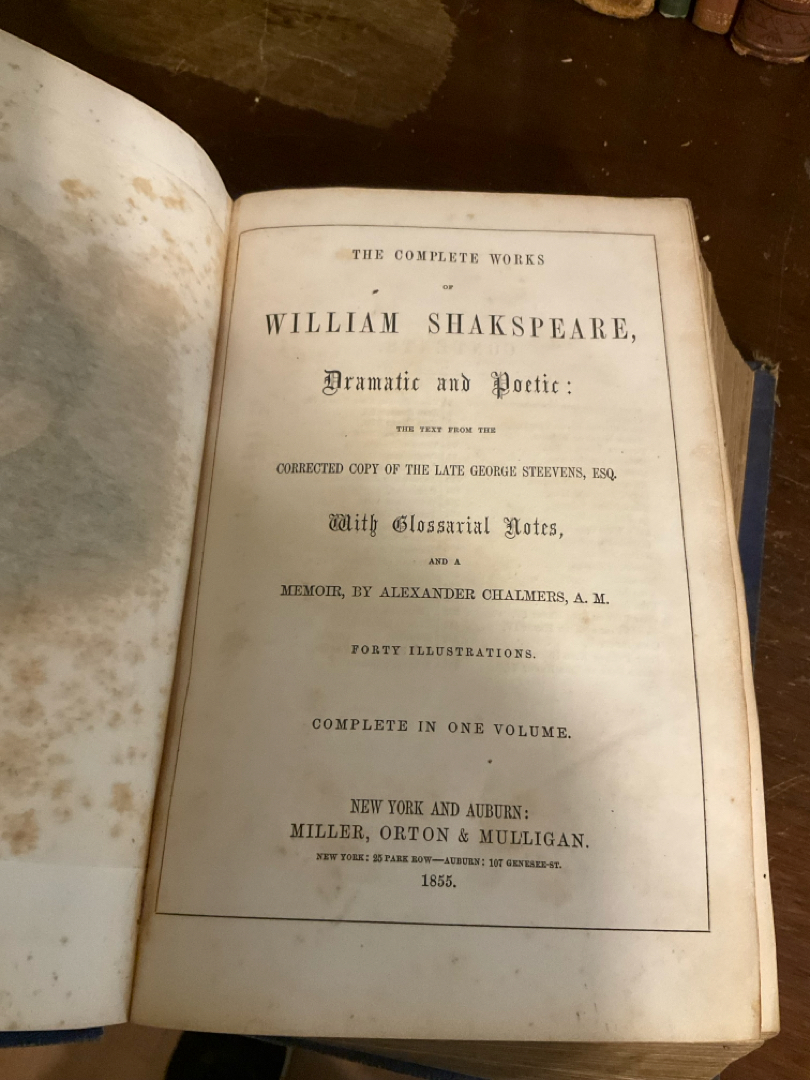 THE COMPLETE WORKS
OF
WILLIAM SHAKSPEARE,
Dramatic and Poetic:
THE TEXT FROM THE
CORRECTED COPY OF THE LATE GEORGE STEEVENS, ESQ.
With Glossarial Notes,
AND A
MEMOIR, BY ALEXANDER CHALMERS, A. M.
FORTY ILLUSTRATIONS.
COMPLETE IN ONE VOLUME.
NEW YORK AND AUBURN:
MILLER, ORTON & MULLIGAN.
NEW YORK: 25 PARK ROW—AUBURN: 107 GENESEE-ST.
1855.